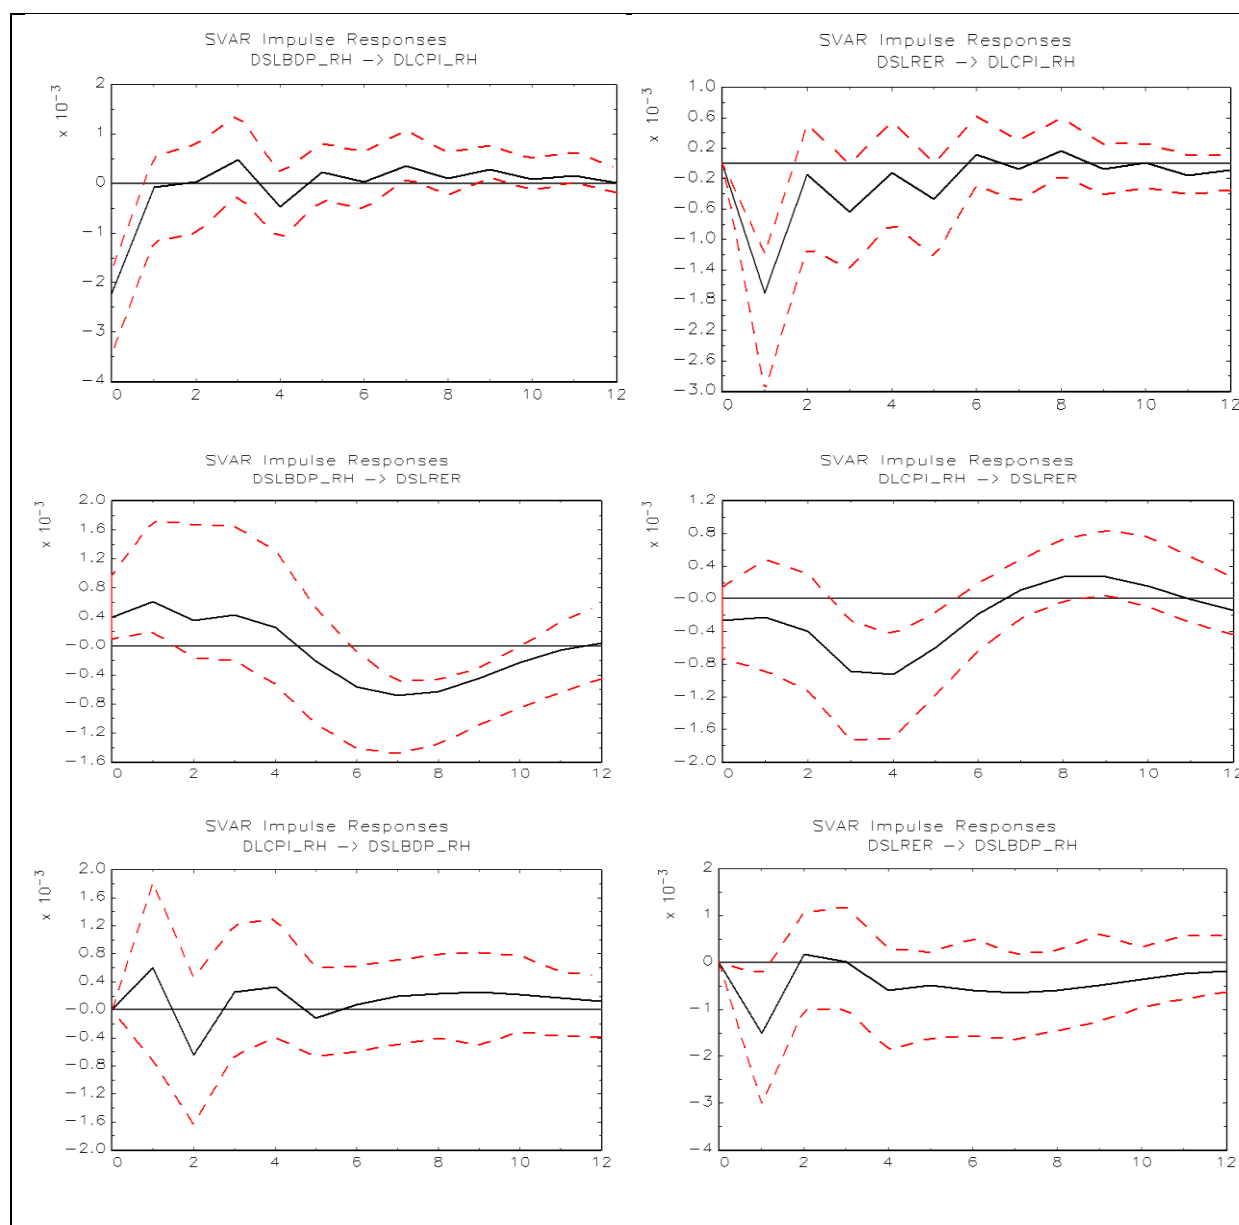 SVAR Impulse Responses
DSLBDP_RH -> DLCPI_RH
x 10⁻³
2
1
0
-1
-2
-3
-4
0 2 4 6 8 10 12
SVAR Impulse Responses
DSLRER -> DLCPI_RH
x 10⁻³
1.0
0.6
0.2
-0.2
-0.6
-1.0
-1.4
-1.8
-2.2
-2.6
-3.0
0 2 4 6 8 10 12
SVAR Impulse Responses
DSLBDP_RH -> DSLRER
x 10⁻³
2.0
1.6
1.2
0.8
0.4
-0.0
-0.4
-0.8
-1.2
-1.6
0 2 4 6 8 10 12
SVAR Impulse Responses
DLCPI_RH -> DSLRER
x 10⁻³
1.2
0.8
0.4
-0.0
-0.4
-0.8
-1.2
-1.6
-2.0
0 2 4 6 8 10 12
SVAR Impulse Responses
DLCPI_RH -> DSLBDP_RH
x 10⁻³
2.0
1.6
1.2
0.8
0.4
-0.0
-0.4
-0.8
-1.2
-1.6
-2.0
0 2 4 6 8 10 12
SVAR Impulse Responses
DSLRER -> DSLBDP_RH
x 10⁻³
2
1
0
-1
-2
-3
-4
0 2 4 6 8 10 12